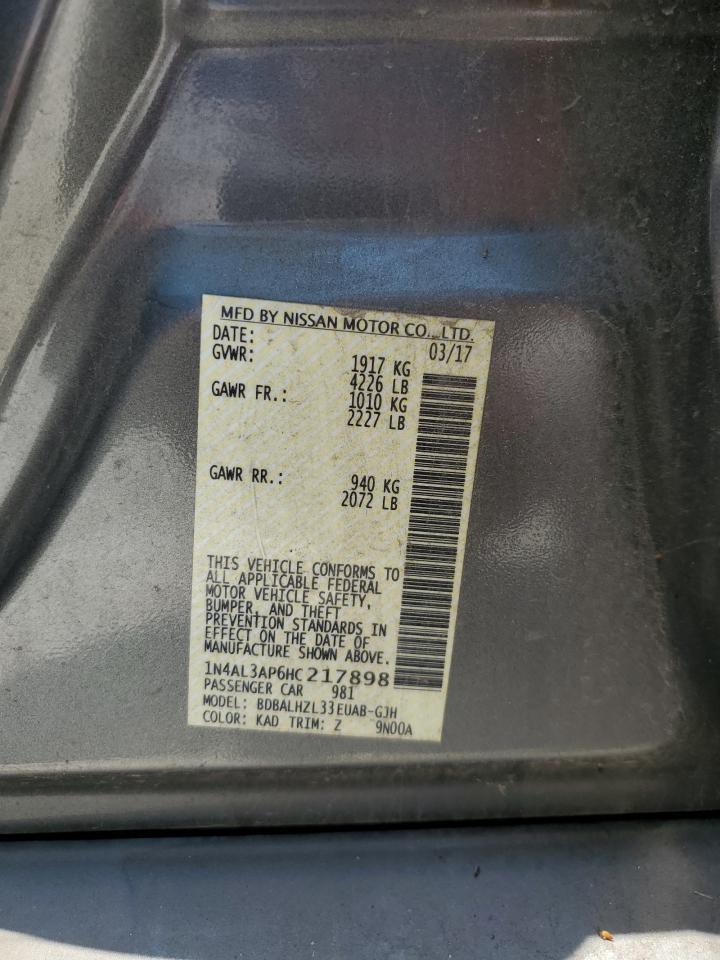 MFD BY NISSAN MOTOR CO.,LTD.
DATE: 03/17
GVWR: 1917 KG
4226 LB
GAWR FR.: 1010 KG
2227 LB
GAWR RR.: 940 KG
2072 LB
THIS VEHICLE CONFORMS TO
ALL APPLICABLE FEDERAL
MOTOR VEHICLE SAFETY,
BUMPER, AND THEFT
PREVENTION STANDARDS IN
EFFECT ON THE DATE OF
MANUFACTURE SHOWN ABOVE.
1N4AL3AP6HC217898
PASSENGER CAR 981
MODEL: BDBALHZL33EUAB-GJH
COLOR: KAD TRIM: Z 9N00A